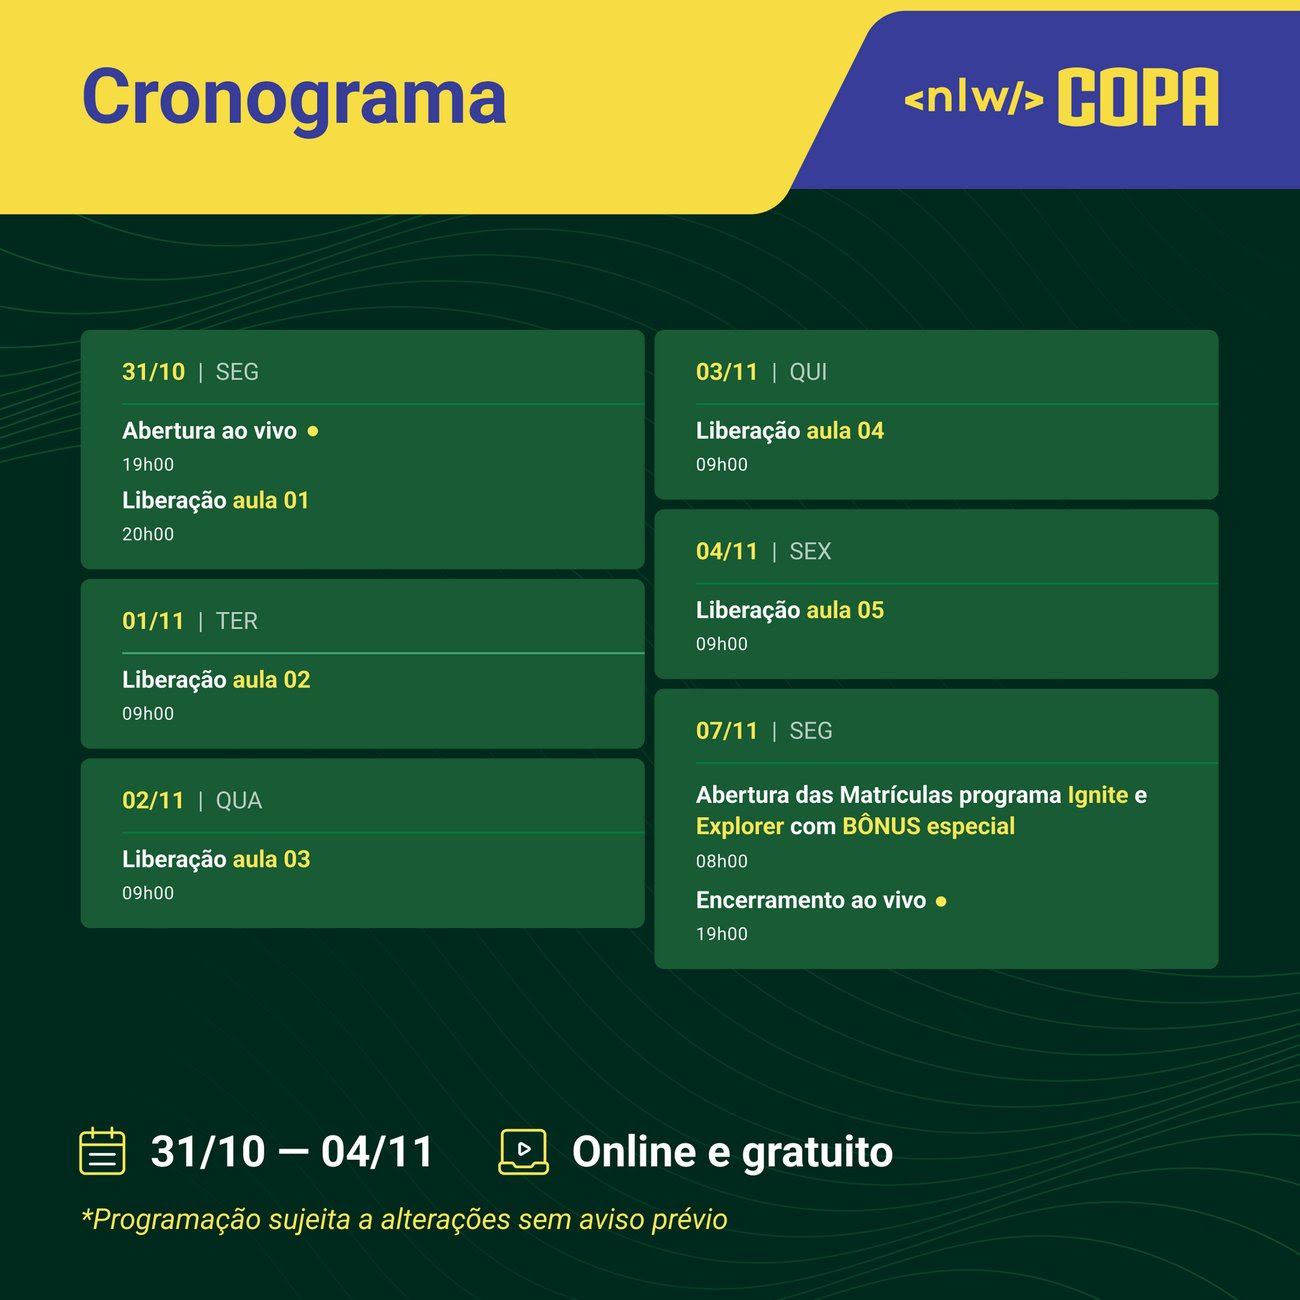 Cronograma
<nlw/> COPA
31/10 | SEG
Abertura ao vivo
19h00
Liberação aula 01
20h00
01/11 | TER
Liberação aula 02
09h00
02/11 | QUA
Liberação aula 03
09h00
03/11 | QUI
Liberação aula 04
09h00
04/11 | SEX
Liberação aula 05
09h00
07/11 | SEG
Abertura das Matrículas programa Ignite e
Explorer com BÔNUS especial
08h00
Encerramento ao vivo
19h00
31/10 — 04/11
Online e gratuito
*Programação sujeita a alterações sem aviso prévio